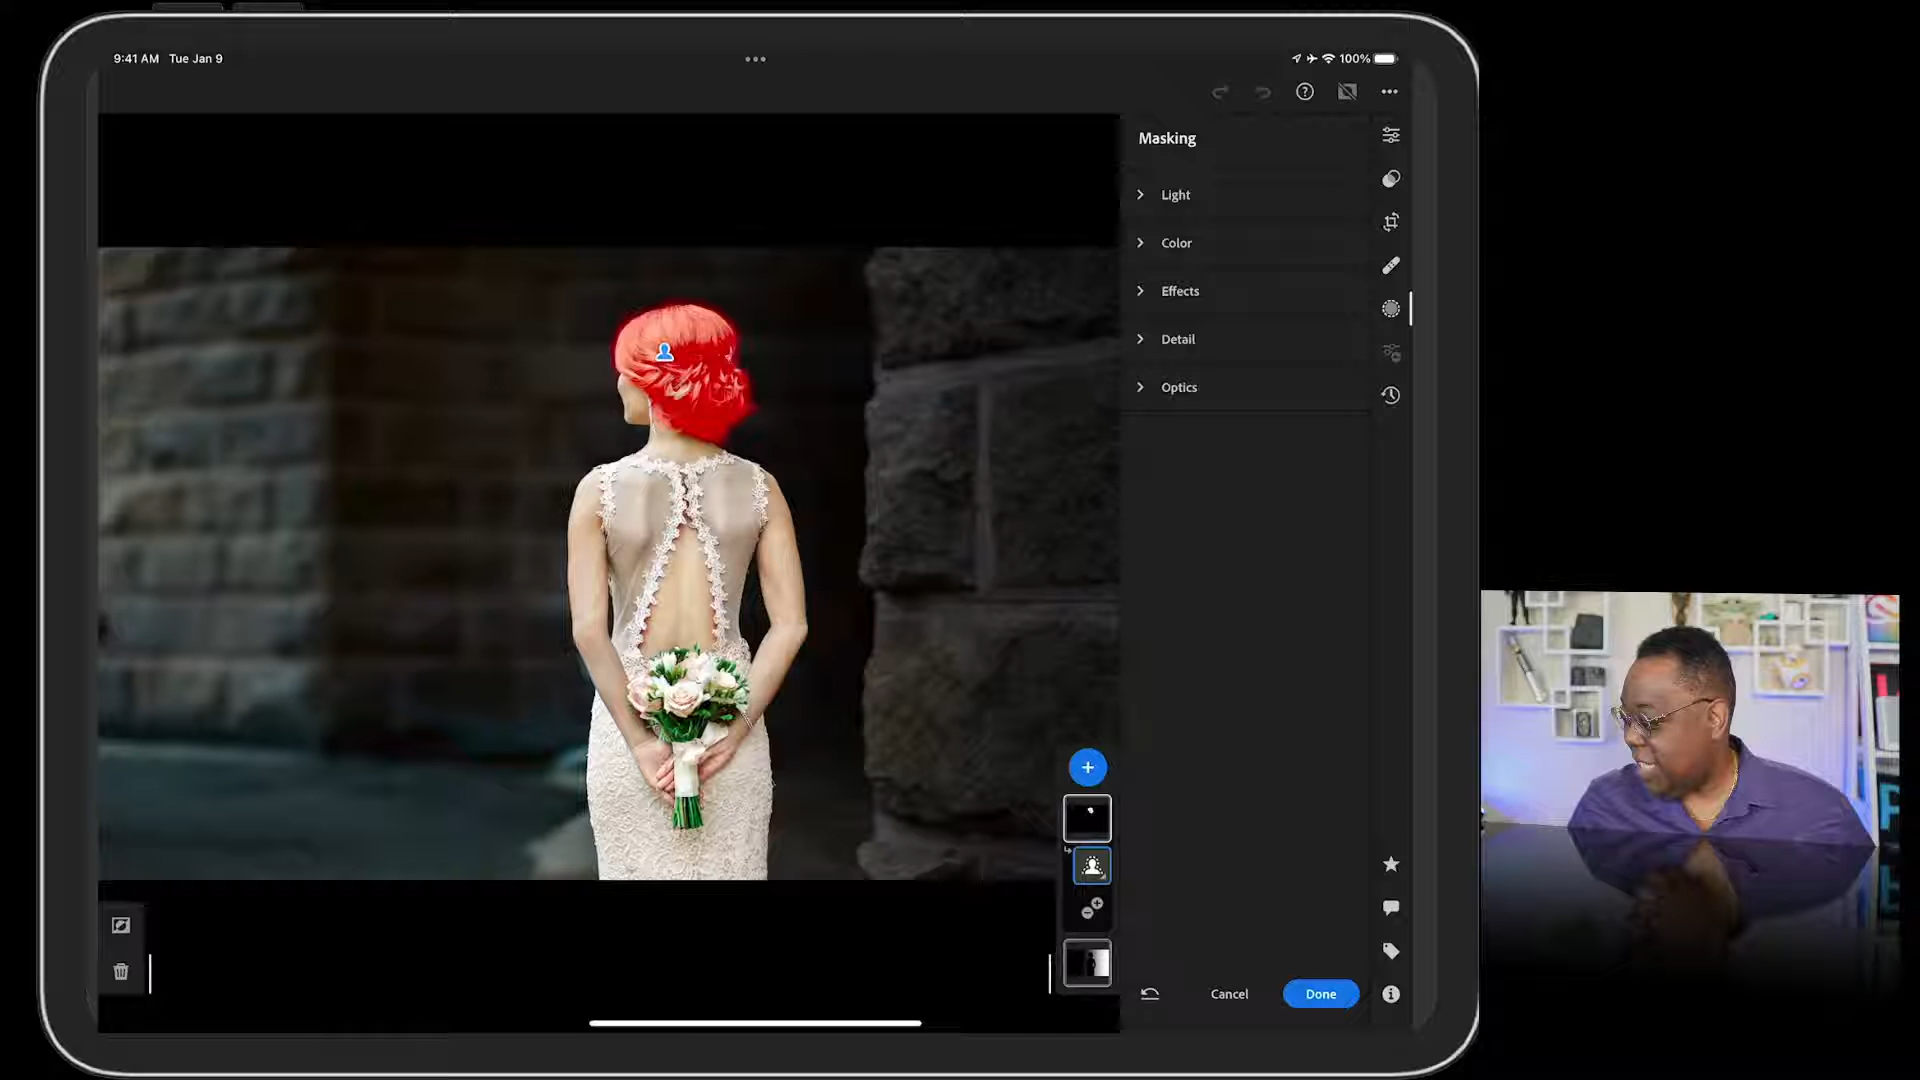 9:41 AM Tue Jan 9
100%
Masking
Light
Color
Effects
Detail
Optics
Cancel
Done